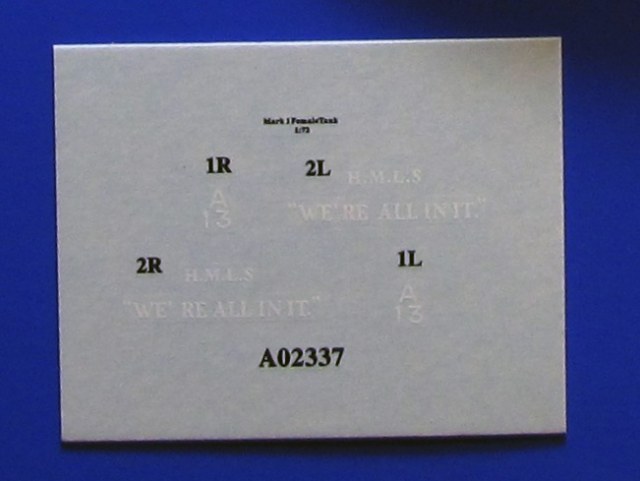 Mark I Female Tank
1/72
1R
2L
H.M.L.S
"WE'RE ALL IN IT."
A
13
2R
H.M.L.S
"WE'RE ALL IN IT."
1L
A
13
A02337